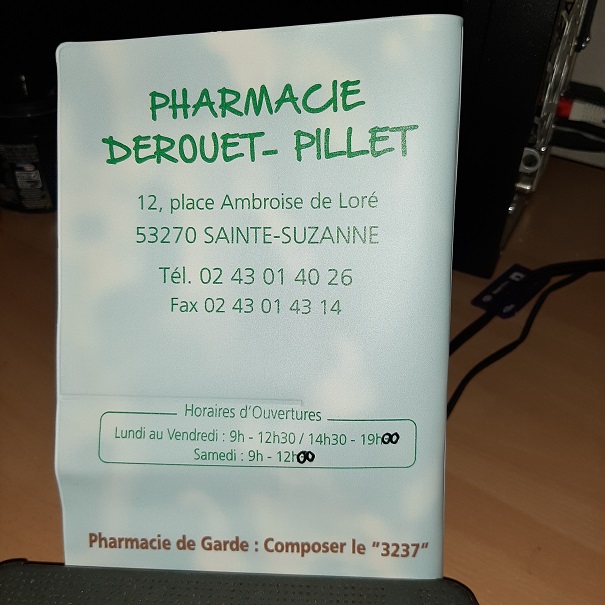 PHARMACIE
DEROUET- PILLET
12, place Ambroise de Loré
53270 SAINTE-SUZANNE
Tél. 02 43 01 40 26
Fax 02 43 01 43 14
Horaires d'Ouvertures
Lundi au Vendredi : 9h - 12h30 / 14h30 - 19h00
Samedi : 9h - 12h00
Pharmacie de Garde : Composer le "3237"